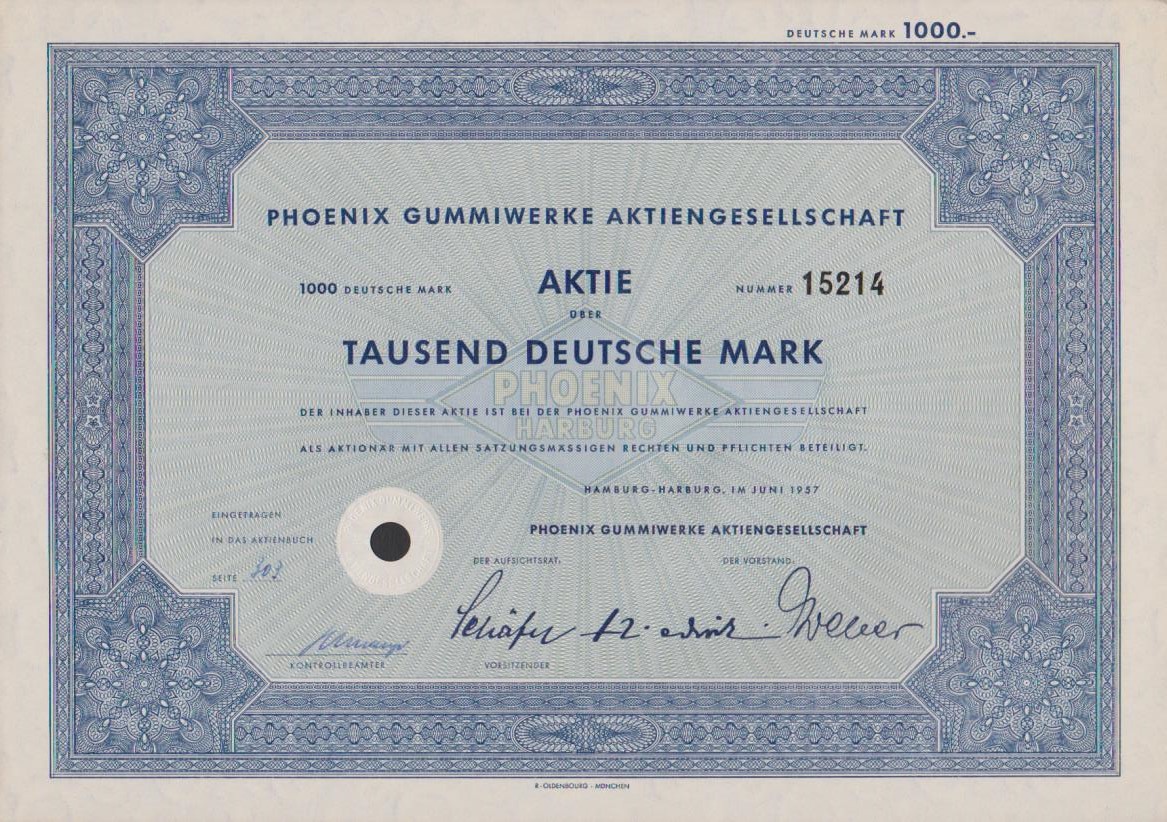 DEUTSCHE MARK 1000.-
PHOENIX GUMMIWERKE AKTIENGESELLSCHAFT
1000 DEUTSCHE MARK AKTIE NUMMER 15214
ÜBER
TAUSEND DEUTSCHE MARK
PHOENIX
DER INHABER DIESER AKTIE IST BEI DER PHOENIX GUMMIWERKE AKTIENGESELLSCHAFT
HARBURG
ALS AKTIONÄR MIT ALLEN SATZUNGSMÄSSIGEN RECHTEN UND PFLICHTEN BETEILIGT.
HAMBURG-HARBURG, IM JUNI 1957
EINGETRAGEN
PHOENIX GUMMIWERKE AKTIENGESELLSCHAFT
IN DAS AKTIENBUCH
DER AUFSICHTSRAT: DER VORSTAND:
SEITE 303
Schäfer
KONTROLLBEAMTER VORSITZENDER
R·OLDENBOURG · MÜNCHEN